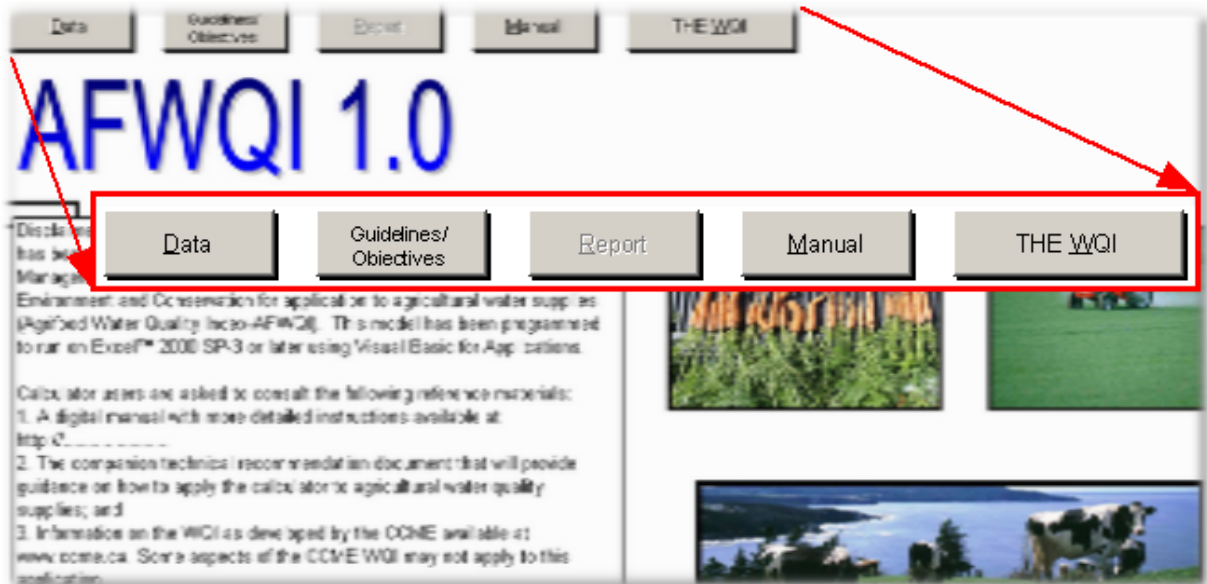 Data
Guidelines/
Objectives
Report
Manual
THE WQI
AFWQI 1.0
Data
Guidelines/
Objectives
Report
Manual
THE WQI
has been
Environment and Conservation for application to agricultural water supplies
(Agrifood Water Quality Index-AFWQI). This model has been programmed
to run on Excel™ 2000 SP-3 or later using Visual Basic for Applications.
Calculator users are asked to consult the following reference materials:
1. A digital manual with more detailed instructions available at
2. The companion technical recommendation document that will provide
guidance on how to apply the calculator to agricultural water quality
supplies; and
3. Information on the WQI as developed by the CCME available at
www.ccme.ca. Some aspects of the CCME WQI may not apply to this
application.